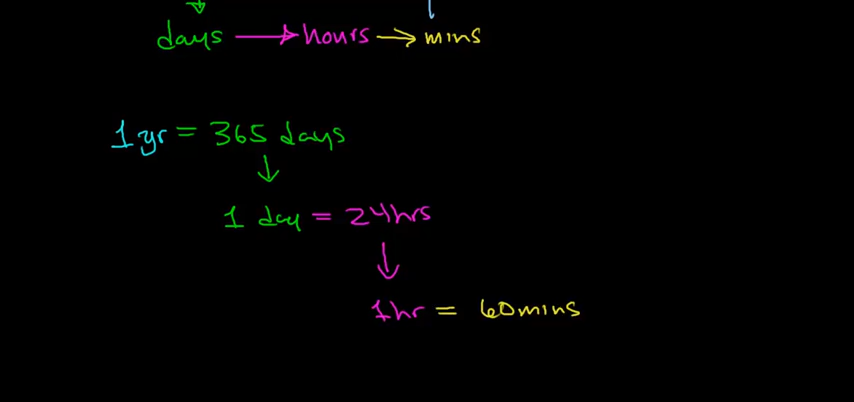 days → hours → mins
1 yr = 365 days
1 day = 24hrs
1hr = 60mins